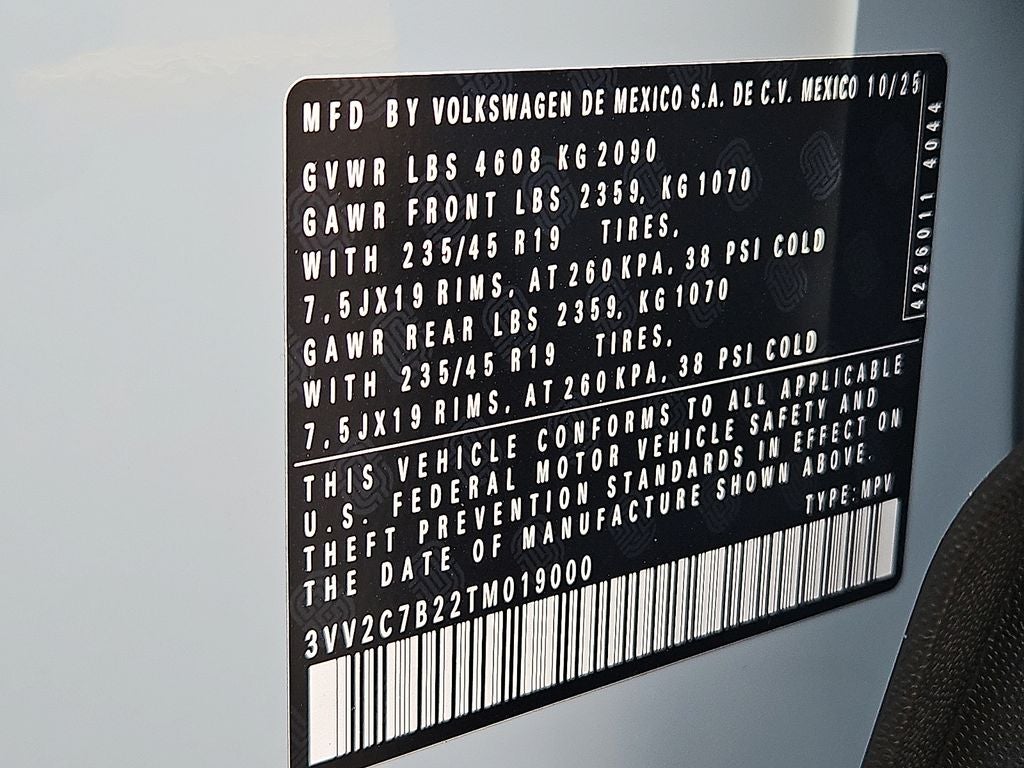 MFD BY VOLKSWAGEN DE MEXICO S.A. DE C.V. MEXICO 10/25
GVWR LBS 4608 KG 2090
GAWR FRONT LBS 2359, KG 1070
WITH 235/45 R19 TIRES,
7,5JX19 RIMS, AT 260 KPA, 38 PSI COLD
GAWR REAR LBS 2359, KG 1070
WITH 235/45 R19 TIRES,
7,5JX19 RIMS, AT 260 KPA, 38 PSI COLD
4226011 4044
THIS VEHICLE CONFORMS TO ALL APPLICABLE
U.S. FEDERAL MOTOR VEHICLE SAFETY AND
THEFT PREVENTION STANDARDS IN EFFECT ON
THE DATE OF MANUFACTURE SHOWN ABOVE.
TYPE: MPV
3VV2C7B22TM019000